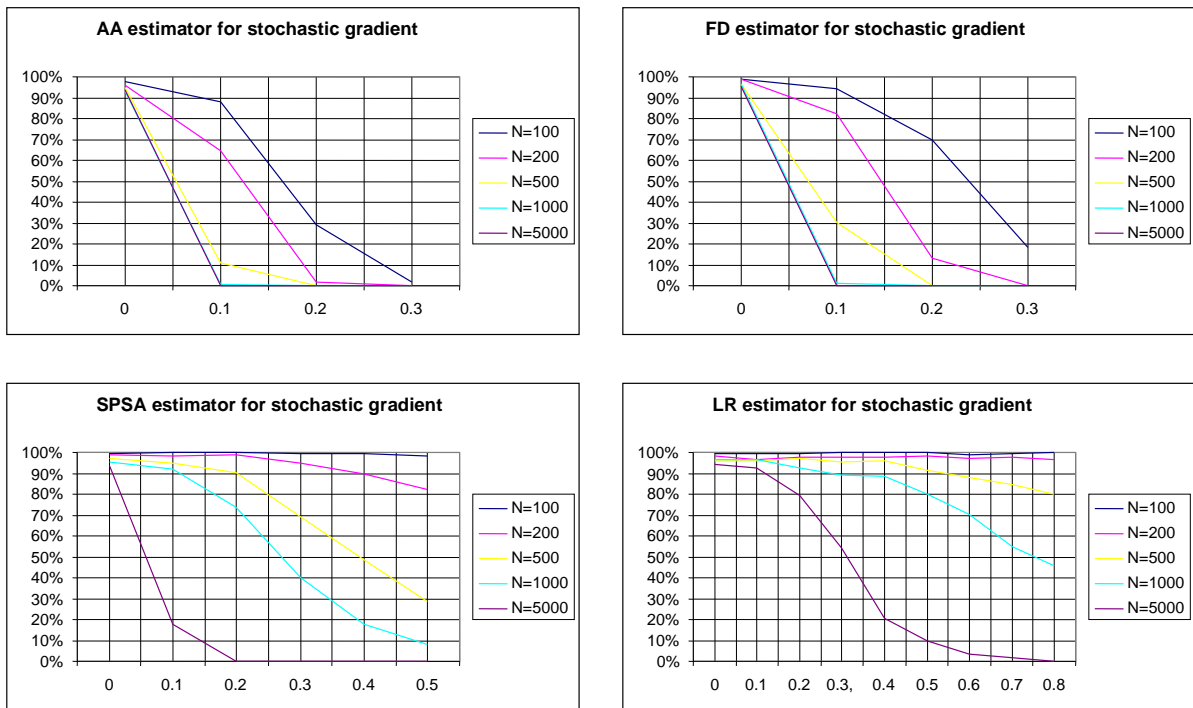 AA estimator for stochastic gradient
100%
90%
80%
70%
60%
50%
40%
30%
20%
10%
0%
0 0.1 0.2 0.3
N=100
N=200
N=500
N=1000
N=5000
FD estimator for stochastic gradient
100%
90%
80%
70%
60%
50%
40%
30%
20%
10%
0%
0 0.1 0.2 0.3
N=100
N=200
N=500
N=1000
N=5000
SPSA estimator for stochastic gradient
100%
90%
80%
70%
60%
50%
40%
30%
20%
10%
0%
0 0.1 0.2 0.3 0.4 0.5
N=100
N=200
N=500
N=1000
N=5000
LR estimator for stochastic gradient
100%
90%
80%
70%
60%
50%
40%
30%
20%
10%
0%
0 0.1 0.2 0.3, 0.4 0.5 0.6 0.7 0.8
N=100
N=200
N=500
N=1000
N=5000